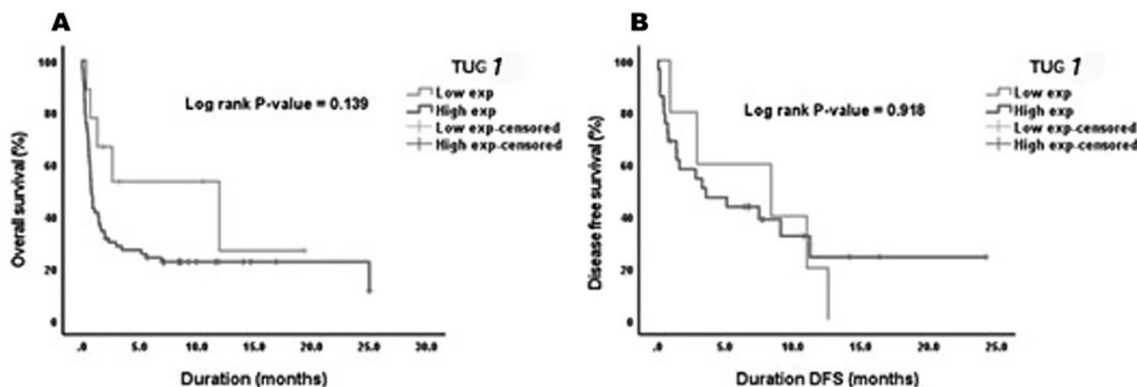 A
TUG 1
Low exp
High exp
Low exp-censored
High exp-censored
Log rank P-value = 0.139
Overall survival (%)
100
80
60
40
20
0
.0 5.0 10.0 15.0 20.0 25.0 30.0
Duration (months)
B
TUG 1
Low exp
High exp
Low exp-censored
High exp-censored
Log rank P-value = 0.918
Disease free survival (%)
100
80
60
40
20
0
.0 5.0 10.0 15.0 20.0 25.0
Duration DFS (months)